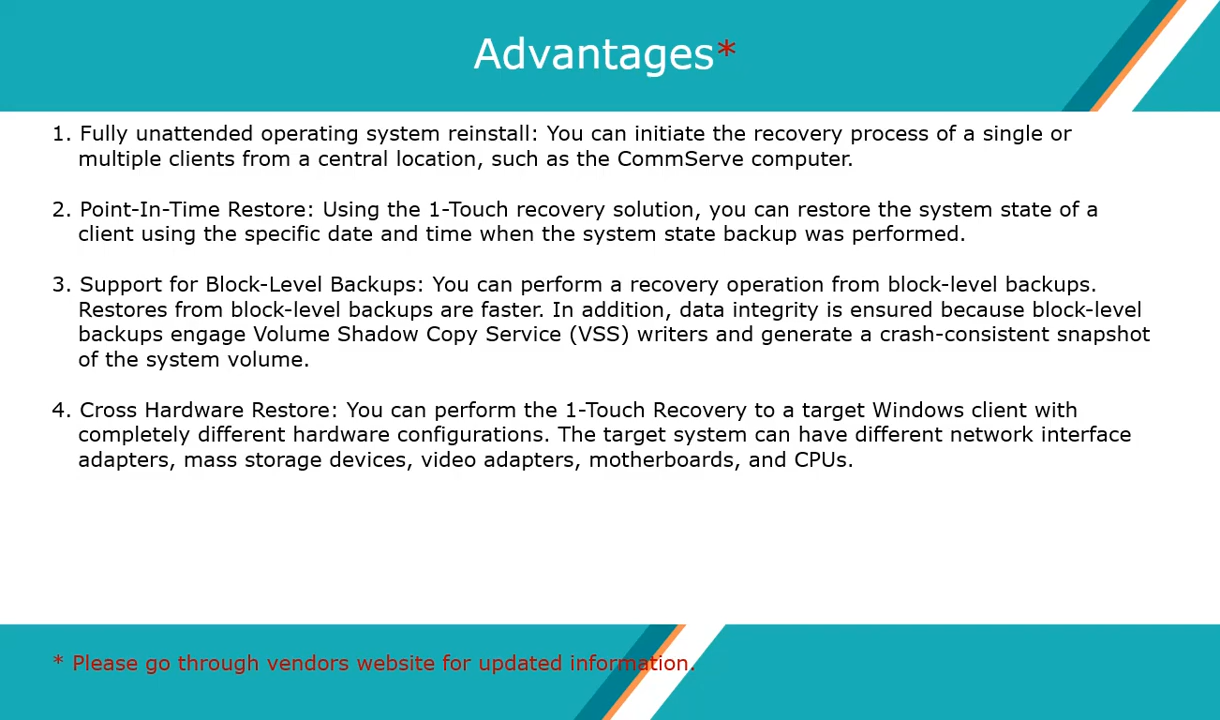 Advantages*
1. Fully unattended operating system reinstall: You can initiate the recovery process of a single or
multiple clients from a central location, such as the CommServe computer.
2. Point-In-Time Restore: Using the 1-Touch recovery solution, you can restore the system state of a
client using the specific date and time when the system state backup was performed.
3. Support for Block-Level Backups: You can perform a recovery operation from block-level backups.
Restores from block-level backups are faster. In addition, data integrity is ensured because block-level
backups engage Volume Shadow Copy Service (VSS) writers and generate a crash-consistent snapshot
of the system volume.
4. Cross Hardware Restore: You can perform the 1-Touch Recovery to a target Windows client with
completely different hardware configurations. The target system can have different network interface
adapters, mass storage devices, video adapters, motherboards, and CPUs.
* Please go through vendors website for updated information.